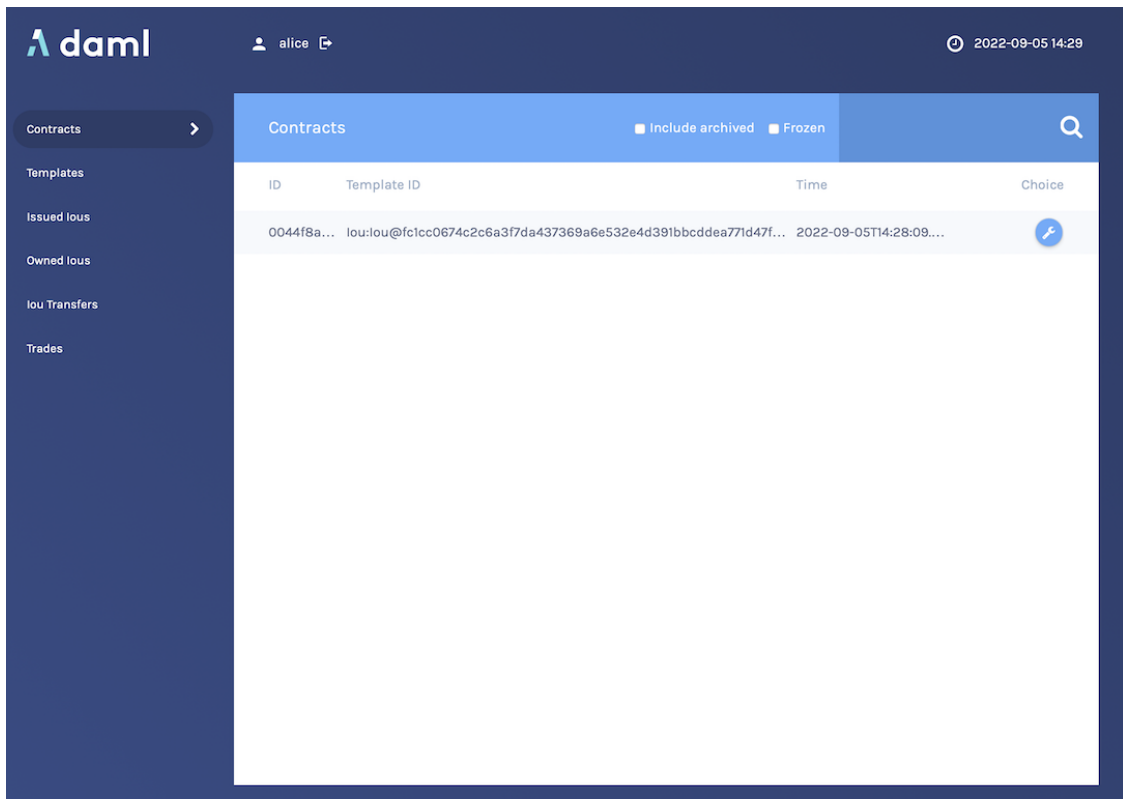 daml
alice
2022-09-05 14:29
Contracts
Templates
Issued Ious
Owned Ious
Iou Transfers
Trades
Contracts Include archived Frozen
ID Template ID Time Choice
0044f8a... Iou:Iou@fc1cc0674c2c6a3f7da437369a6e532e4d391bbcddea771d47f... 2022-09-05T14:28:09....